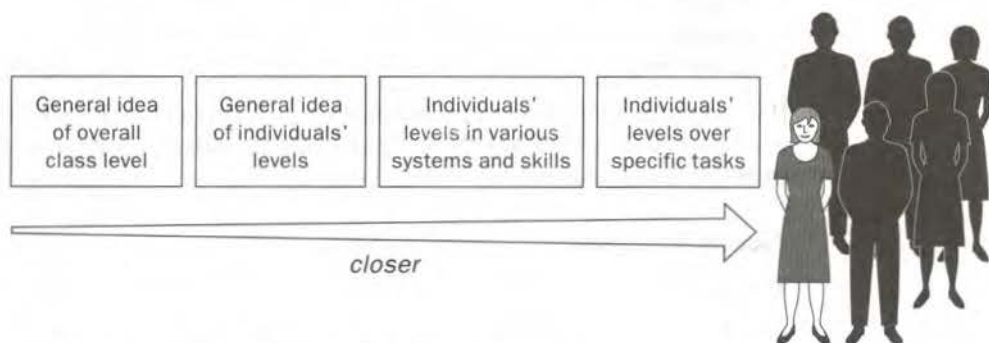 General idea
of overall
class level
General idea
of individuals'
levels
Individuals'
levels in various
systems and skills
Individuals'
levels over
specific tasks
closer